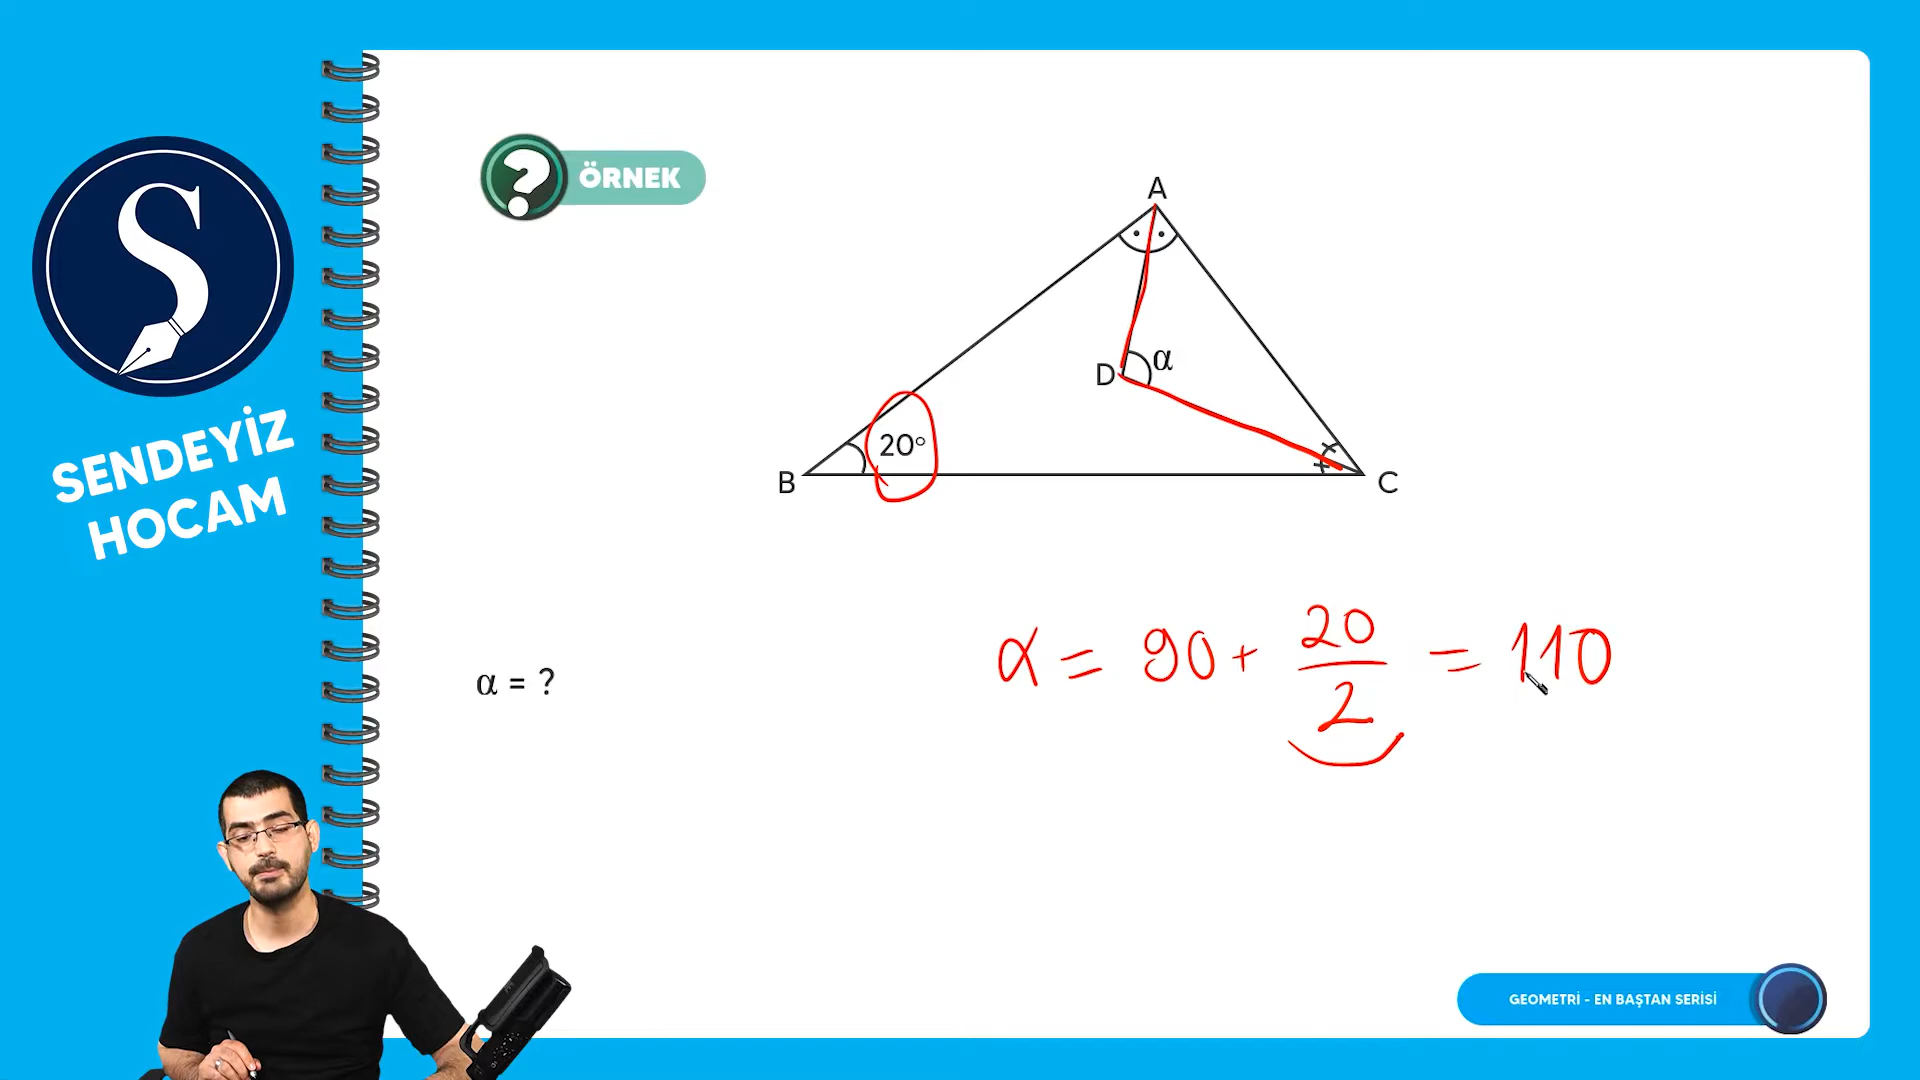 S
SENDEYİZ
HOCAM
? ÖRNEK
A
D α
20°
B
C
α = 90 + 20/2 = 110
α = ?
GEOMETRİ - EN BAŞTAN SERİSİ